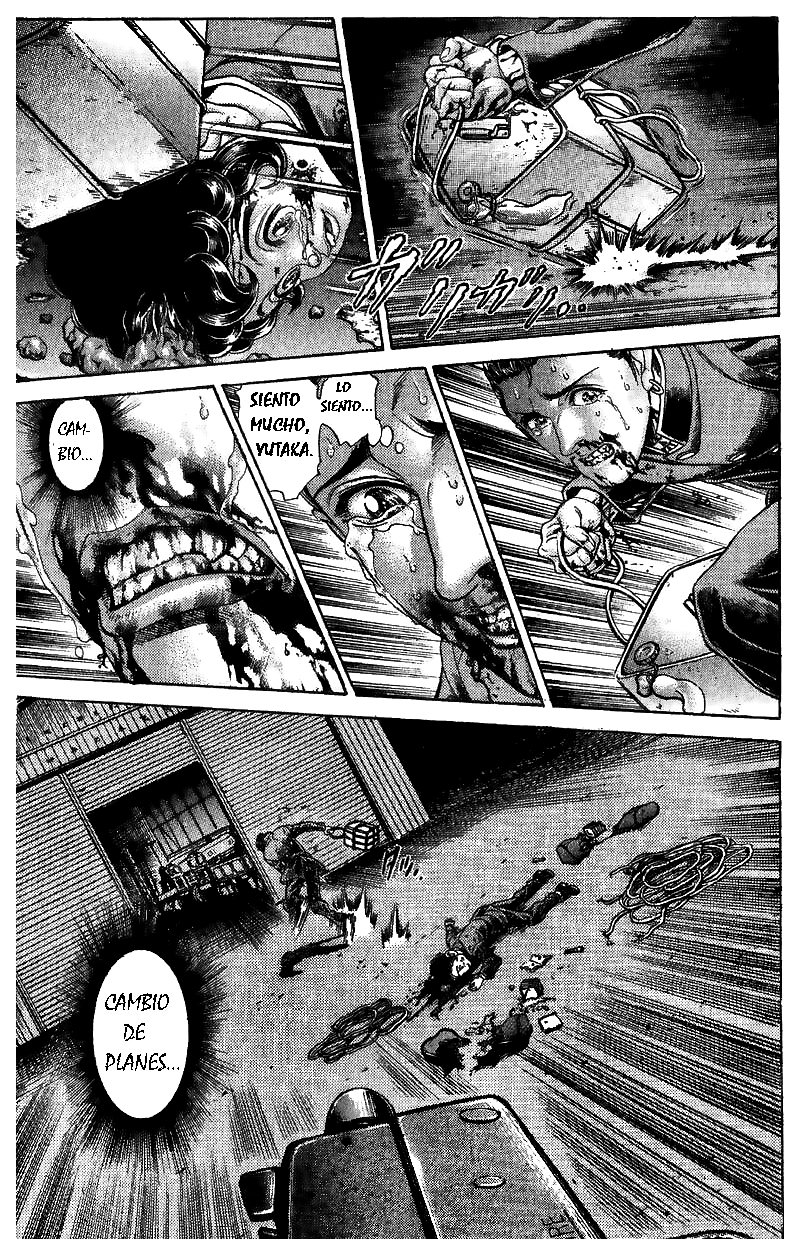 LO
SIENTO...
SIENTO
MUCHO,
YUTAKA.
CAM-
BIO...
CAMBIO
DE
PLANES...